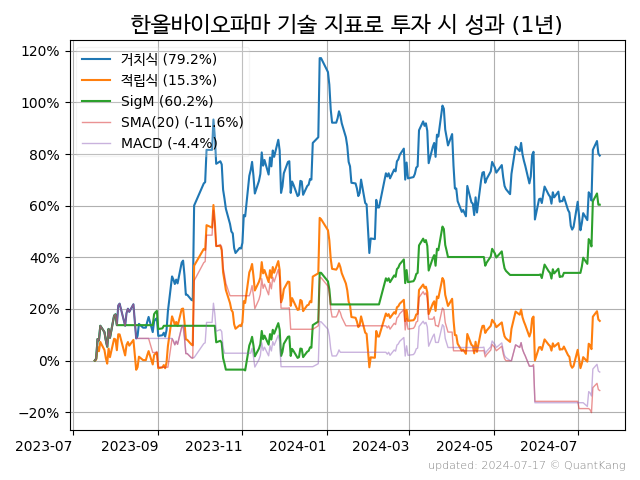 한올바이오파마 기술 지표로 투자 시 성과 (1년)
120%
100%
80%
60%
40%
20%
0%
−20%
거치식 (79.2%)
적립식 (15.3%)
SigM (60.2%)
SMA(20) (-11.6%)
MACD (-4.4%)
2023-07 2023-09 2023-11 2024-01 2024-03 2024-05 2024-07
updated: 2024-07-17 © QuantKang